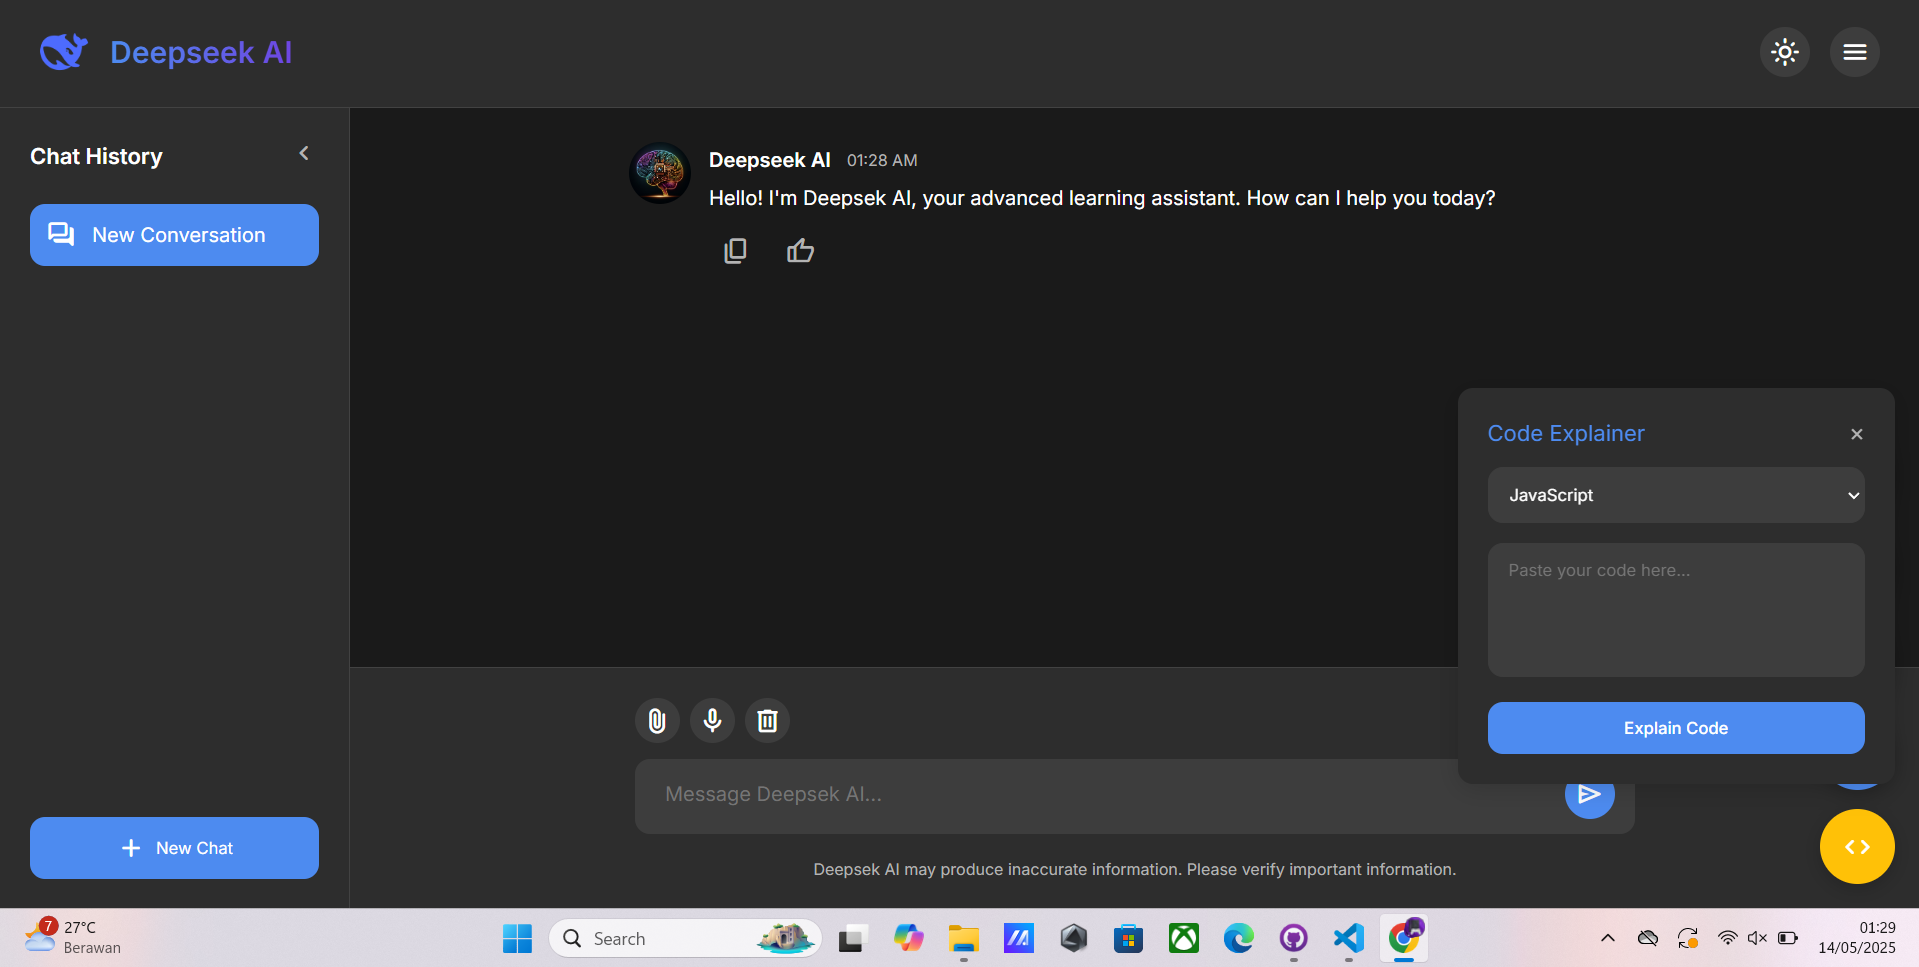 Deepseek AI
Chat History
New Conversation
New Chat
Deepseek AI 01:28 AM
Hello! I'm Deepsek AI, your advanced learning assistant. How can I help you today?
Code Explainer
JavaScript
Paste your code here...
Explain Code
Message Deepsek AI...
Deepsek AI may produce inaccurate information. Please verify important information.
7
27°C
Berawan
Search
01:29
14/05/2025